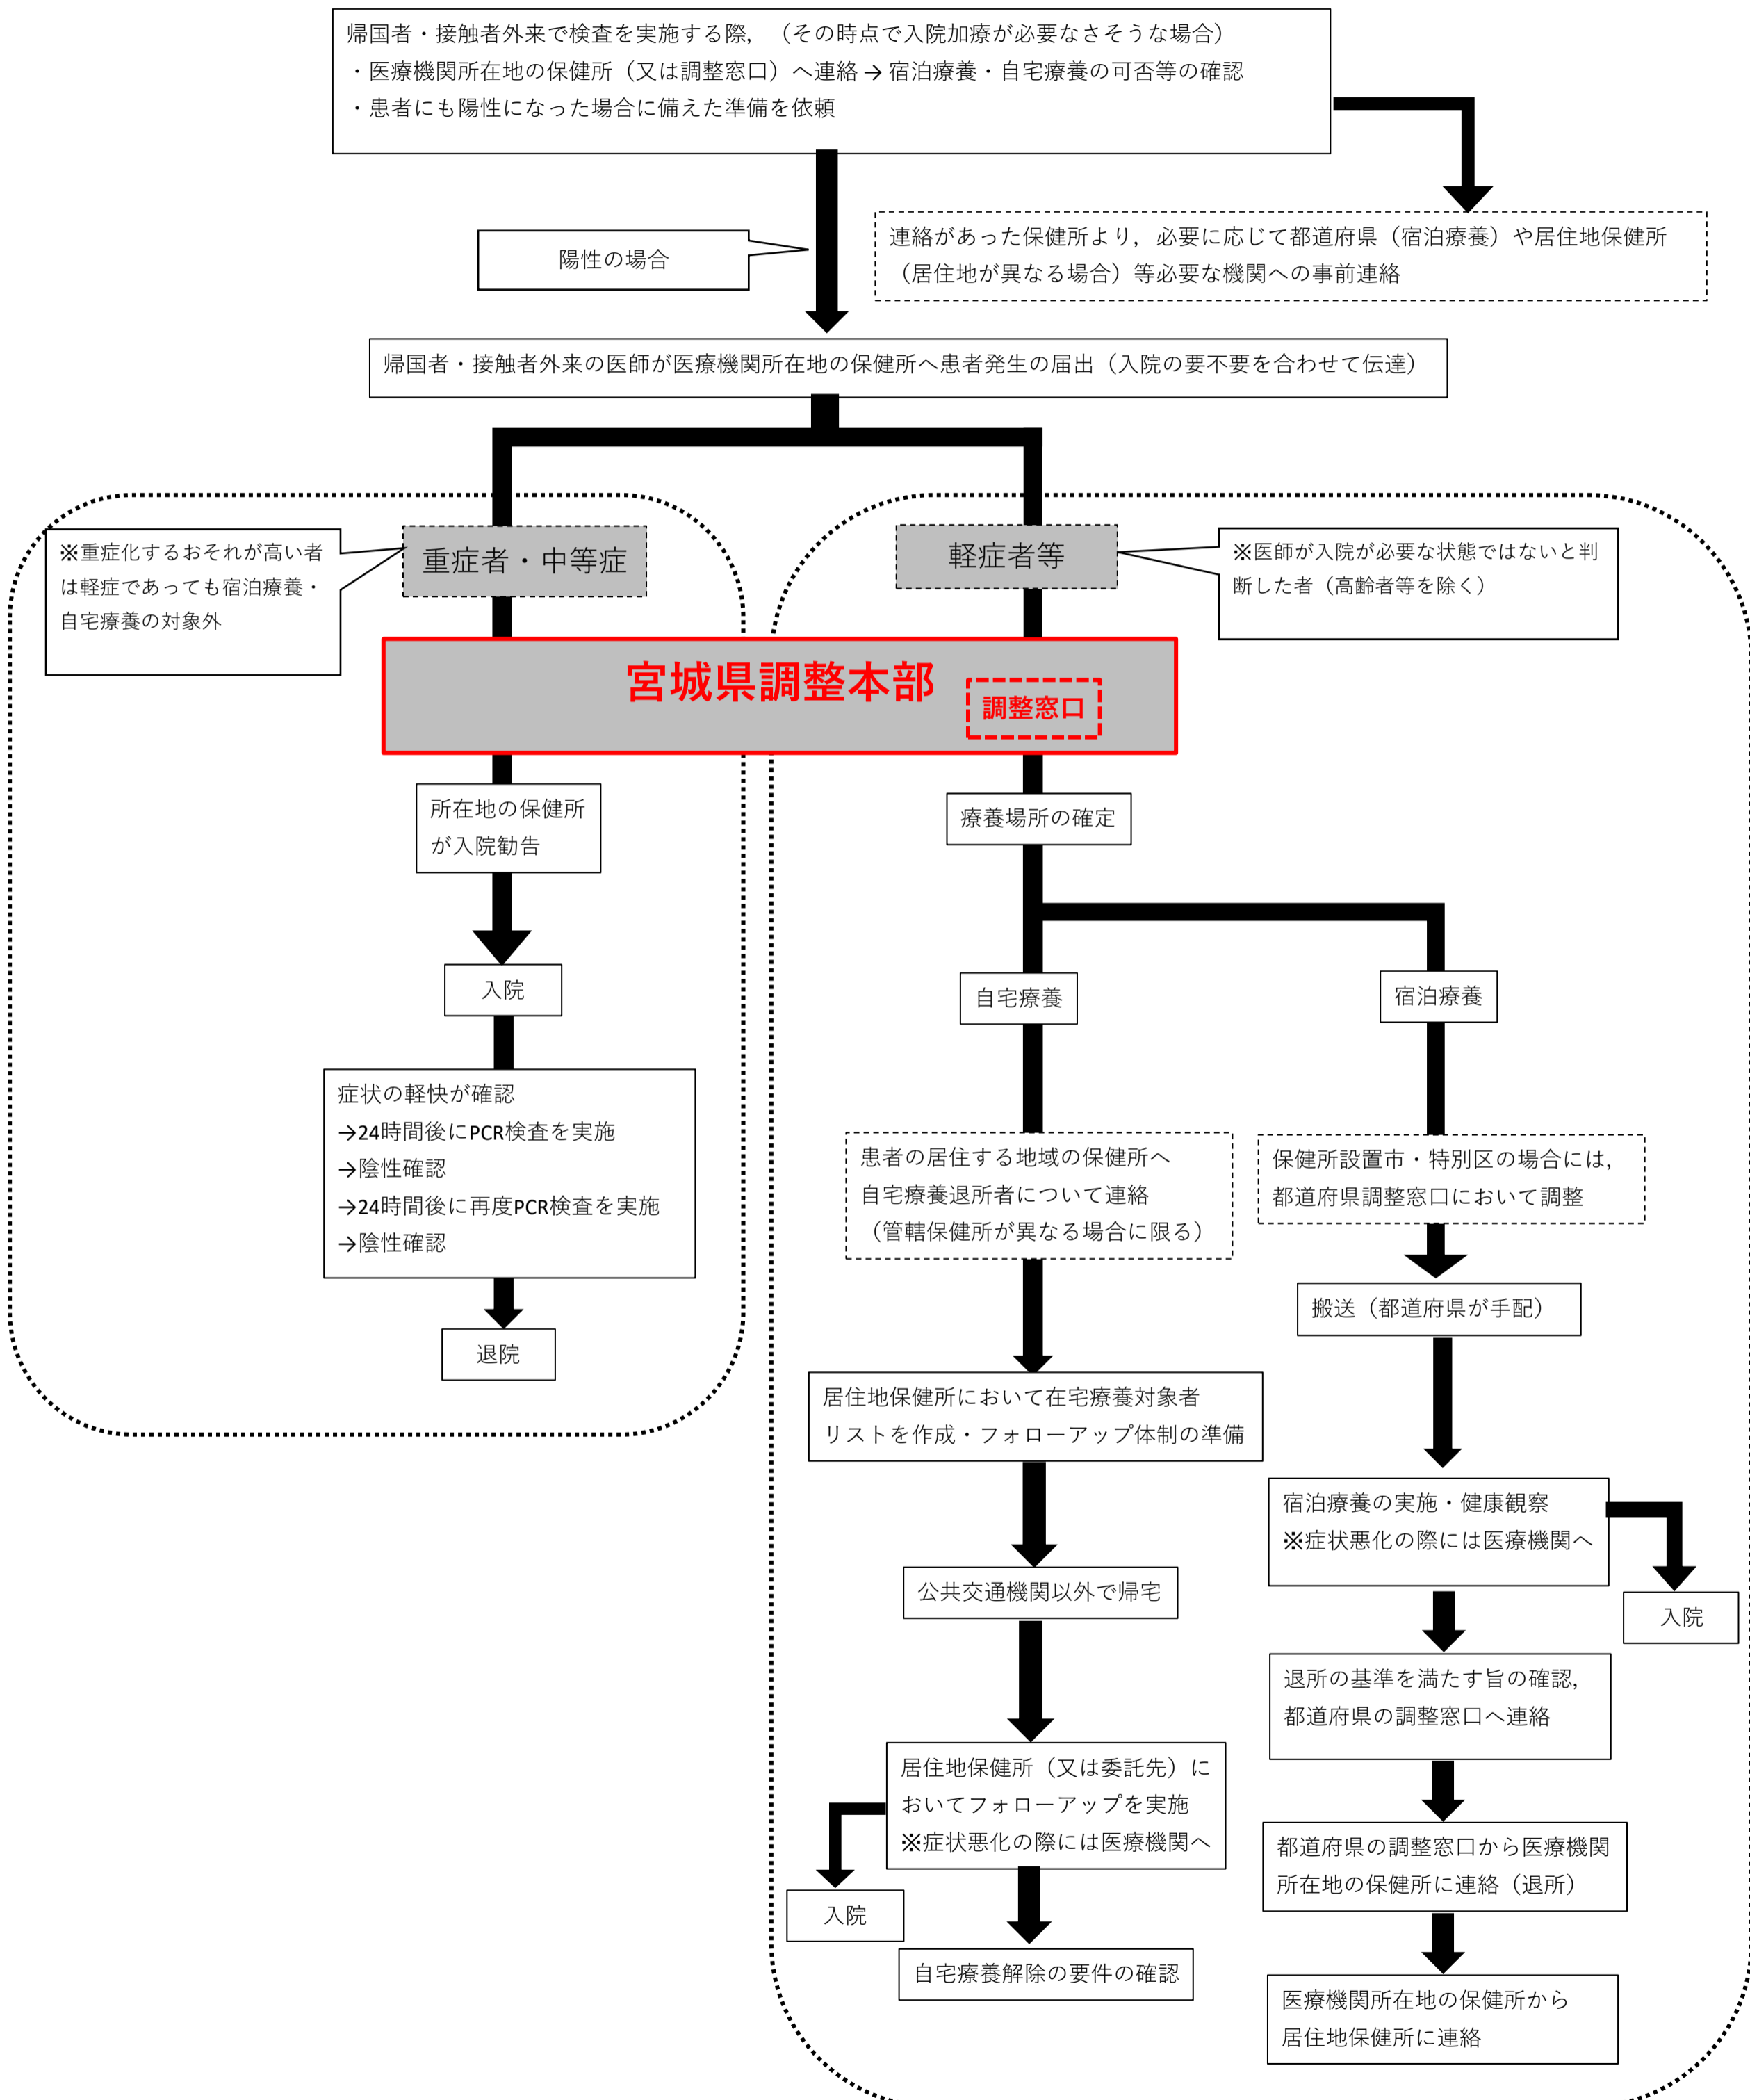 帰国者・接触者外来で検査を実施する際，（その時点で入院加療が必要なさそうな場合）
・医療機関所在地の保健所（又は調整窓口）へ連絡 → 宿泊療養・自宅療養の可否等の確認
・患者にも陽性になった場合に備えた準備を依頼
連絡があった保健所より，必要に応じて都道府県（宿泊療養）や居住地保健所
（居住地が異なる場合）等必要な機関への事前連絡
陽性の場合
帰国者・接触者外来の医師が医療機関所在地の保健所へ患者発生の届出（入院の要不要を合わせて伝達）
※重症化するおそれが高い者
は軽症であっても宿泊療養・
自宅療養の対象外
重症者・中等症
軽症者等
※医師が入院が必要な状態ではないと判
断した者（高齢者等を除く）
宮城県調整本部
調整窓口
所在地の保健所
が入院勧告
入院
症状の軽快が確認
→24時間後にPCR検査を実施
→陰性確認
→24時間後に再度PCR検査を実施
→陰性確認
退院
療養場所の確定
自宅療養
患者の居住する地域の保健所へ
自宅療養退所者について連絡
（管轄保健所が異なる場合に限る）
居住地保健所において在宅療養対象者
リストを作成・フォローアップ体制の準備
公共交通機関以外で帰宅
居住地保健所（又は委託先）に
おいてフォローアップを実施
※症状悪化の際には医療機関へ
入院
自宅療養解除の要件の確認
宿泊療養
保健所設置市・特別区の場合には，
都道府県調整窓口において調整
搬送（都道府県が手配）
宿泊療養の実施・健康観察
※症状悪化の際には医療機関へ
入院
退所の基準を満たす旨の確認，
都道府県の調整窓口へ連絡
都道府県の調整窓口から医療機関
所在地の保健所に連絡（退所）
医療機関所在地の保健所から
居住地保健所に連絡